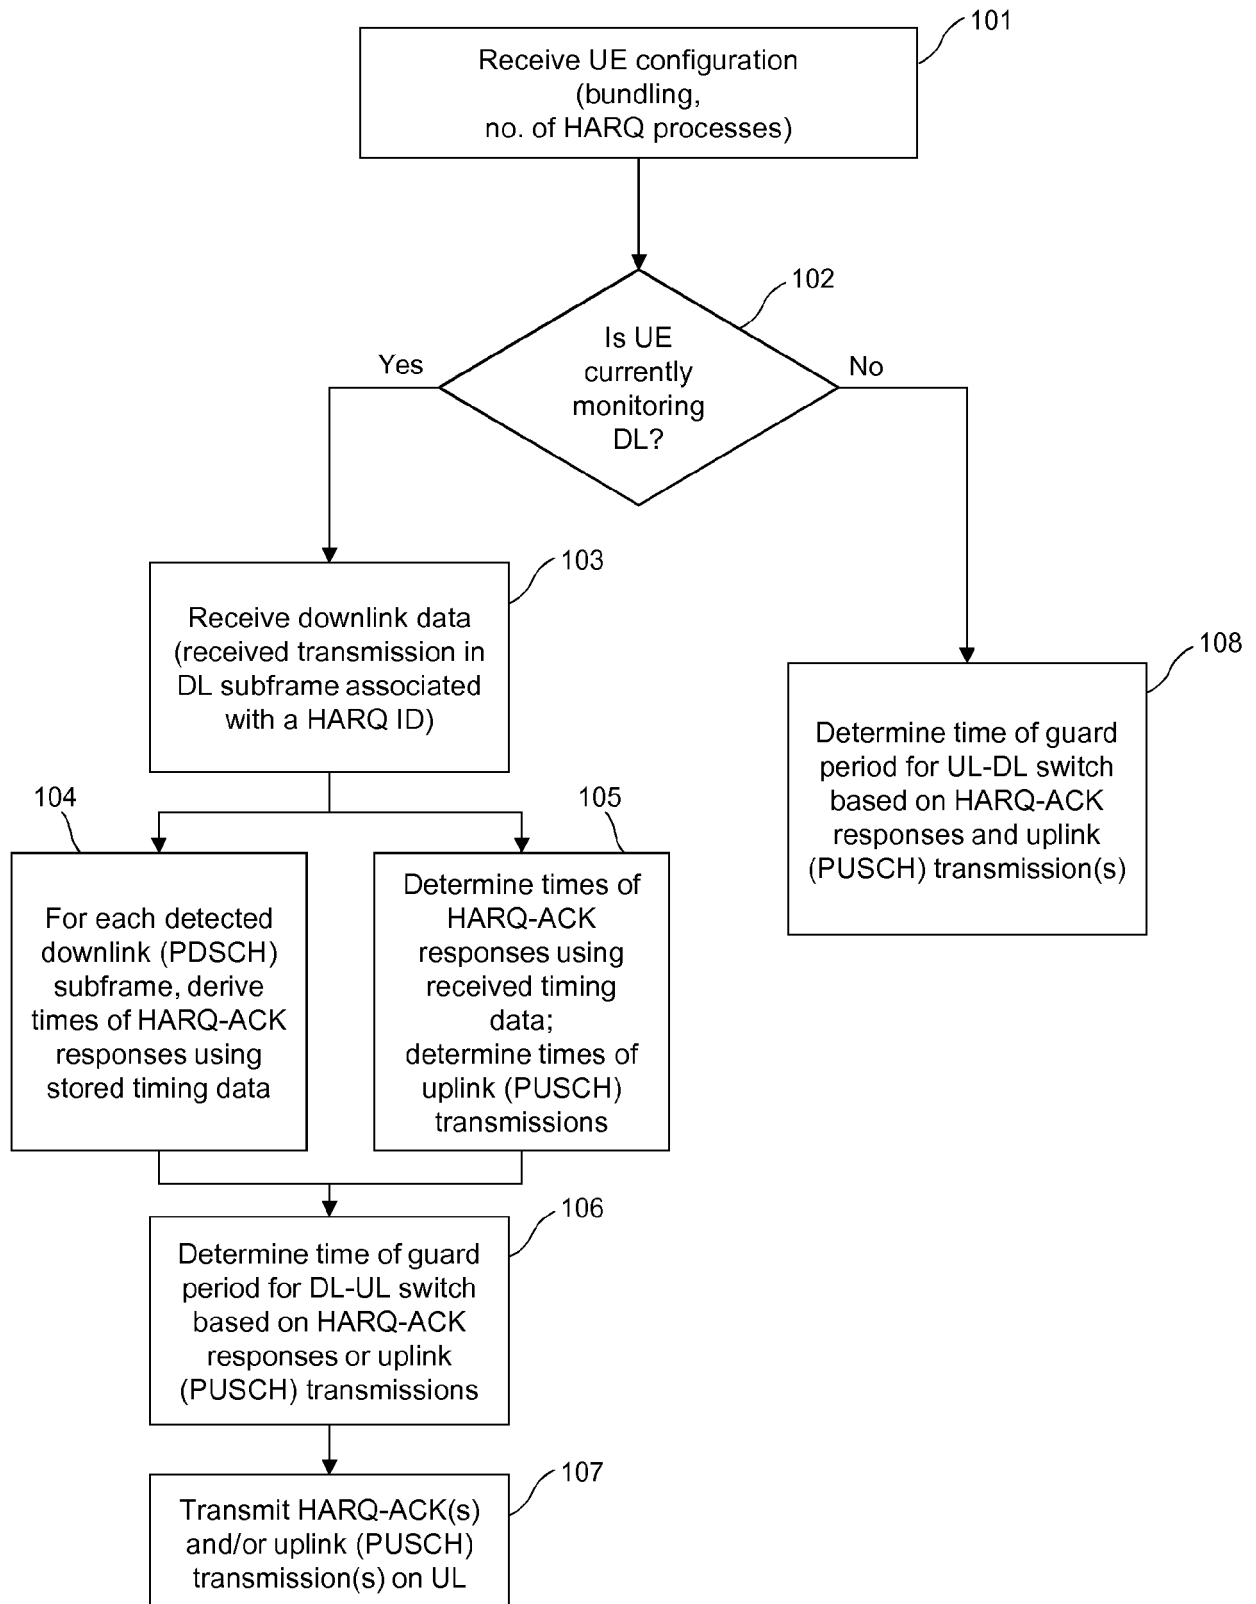 101
Receive UE configuration
(bundling,
no. of HARQ processes)
102
Is UE
currently
monitoring
DL?
Yes
No
103
Receive downlink data
(received transmission in
DL subframe associated
with a HARQ ID)
108
Determine time of guard
period for UL-DL switch
based on HARQ-ACK
responses and uplink
(PUSCH) transmission(s)
104
For each detected
downlink (PDSCH)
subframe, derive
times of HARQ-ACK
responses using
stored timing data
105
Determine times of
HARQ-ACK
responses using
received timing
data;
determine times of
uplink (PUSCH)
transmissions
106
Determine time of guard
period for DL-UL switch
based on HARQ-ACK
responses or uplink
(PUSCH) transmissions
107
Transmit HARQ-ACK(s)
and/or uplink (PUSCH)
transmission(s) on UL